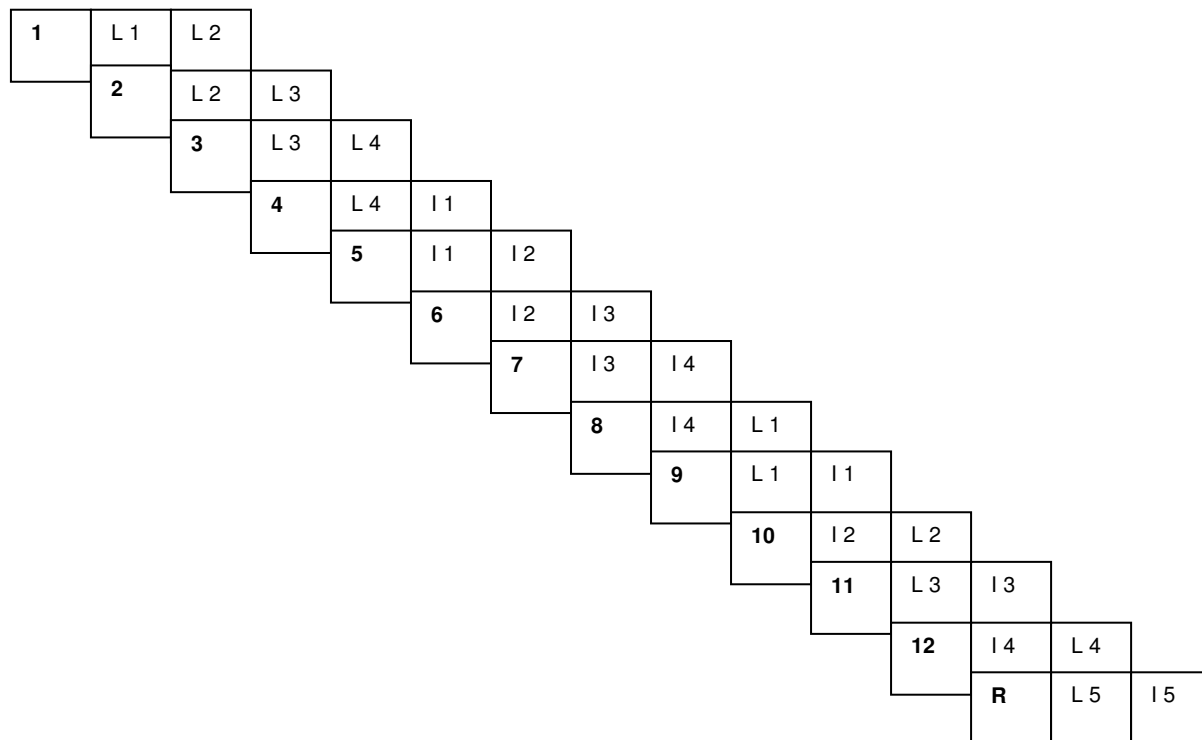 1 L 1 L 2
2 L 2 L 3
3 L 3 L 4
4 L 4 I 1
5 I 1 I 2
6 I 2 I 3
7 I 3 I 4
8 I 4 L 1
9 L 1 I 1
10 I 2 L 2
11 L 3 I 3
12 I 4 L 4
R L 5 I 5